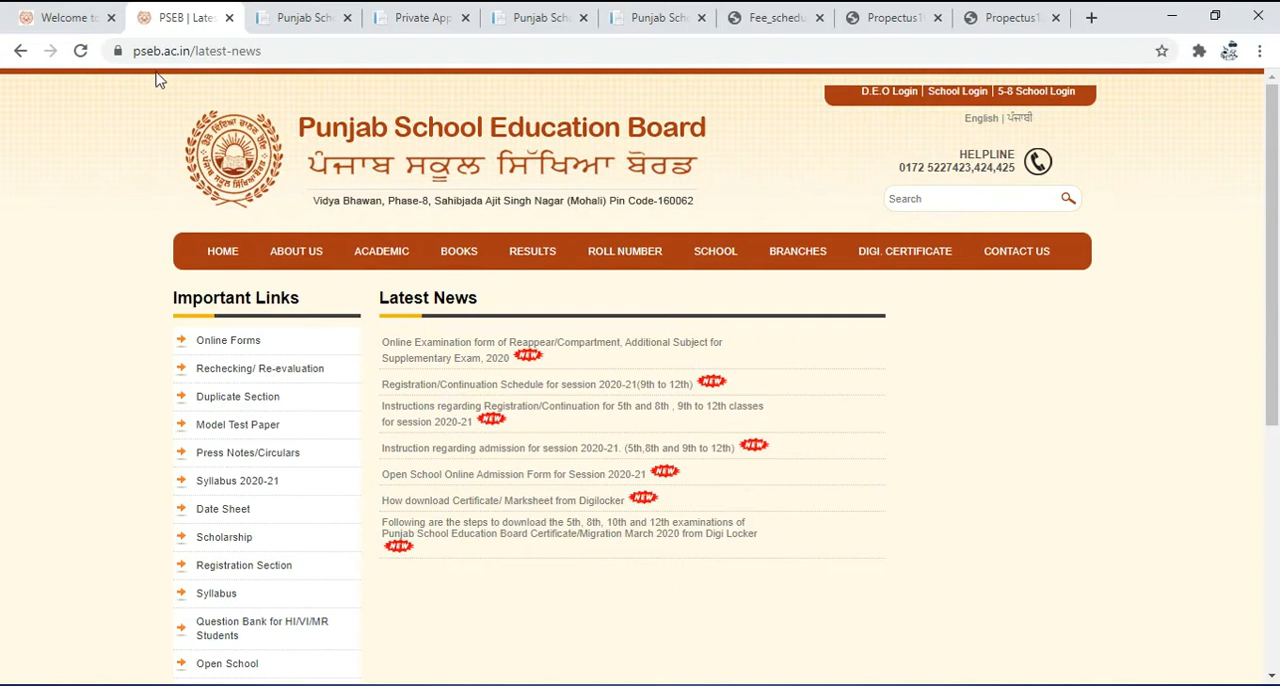 Welcome to
PSEB | Late
Punjab Sch
Private App
Punjab Sch
Punjab Sch
Fee_schedu
Propectus1
Propectus1
pseb.ac.in/latest-news
D.E.O Login | School Login | 5-8 School Login
English | ਪੰਜਾਬੀ
Punjab School Education Board
ਪੰਜਾਬ ਸਕੂਲ ਸਿੱਖਿਆ ਬੋਰਡ
Vidya Bhawan, Phase-8, Sahibjada Ajit Singh Nagar (Mohali) Pin Code-160062
HELPLINE
0172 5227423,424,425
Search
HOME ABOUT US ACADEMIC BOOKS RESULTS ROLL NUMBER SCHOOL BRANCHES DIGI. CERTIFICATE CONTACT US
Important Links
Online Forms
Rechecking/ Re-evaluation
Duplicate Section
Model Test Paper
Press Notes/Circulars
Syllabus 2020-21
Date Sheet
Scholarship
Registration Section
Syllabus
Question Bank for HI/VI/MR
Students
Open School
Latest News
Online Examination form of Reappear/Compartment, Additional Subject for
Supplementary Exam, 2020 NEW
Registration/Continuation Schedule for session 2020-21(9th to 12th) NEW
Instructions regarding Registration/Continuation for 5th and 8th , 9th to 12th classes
for session 2020-21 NEW
Instruction regarding admission for session 2020-21. (5th,8th and 9th to 12th) NEW
Open School Online Admission Form for Session 2020-21 NEW
How download Certificate/ Marksheet from Digilocker NEW
Following are the steps to download the 5th, 8th, 10th and 12th examinations of
Punjab School Education Board Certificate/Migration March 2020 from Digi Locker
NEW